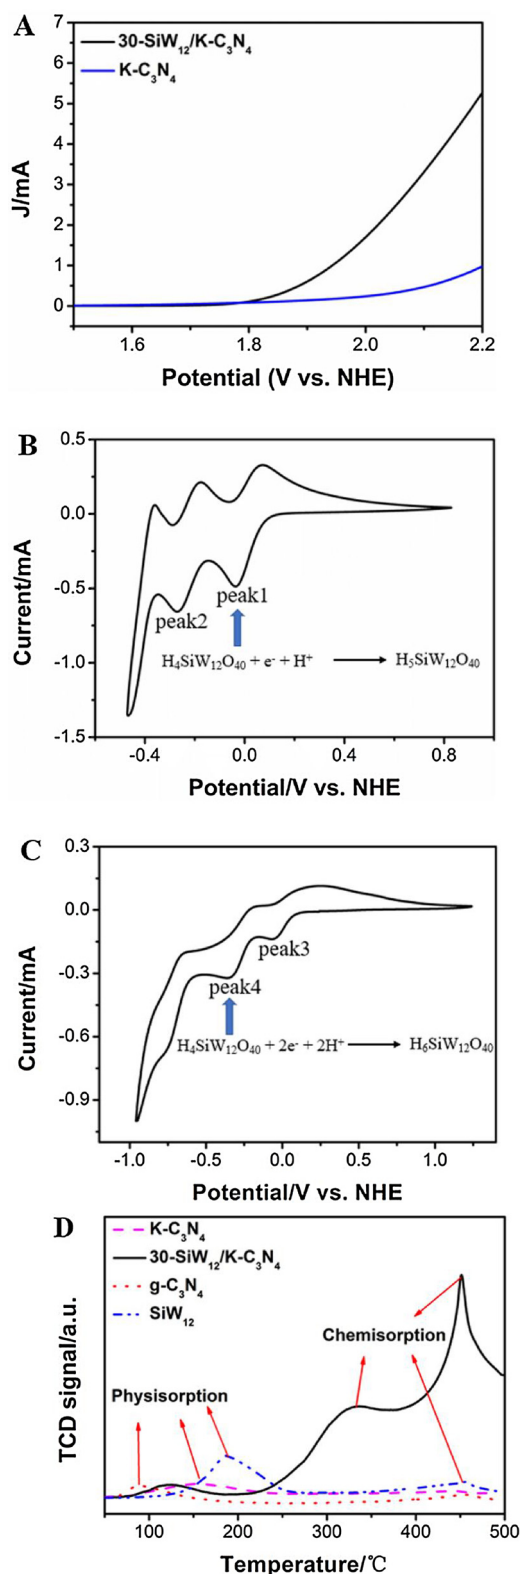 A
7
6
5
4
3
2
1
0
J/mA
30-SiW₁₂/K-C₃N₄
K-C₃N₄
1.6 1.8 2.0 2.2
Potential (V vs. NHE)
B
0.5
0.0
-0.5
-1.0
-1.5
Current/mA
peak1
peak2
H₄SiW₁₂O₄₀ + e⁻ + H⁺ → H₅SiW₁₂O₄₀
-0.4 0.0 0.4 0.8
Potential/V vs. NHE
C
0.3
0.0
-0.3
-0.6
-0.9
Current/mA
peak3
peak4
H₄SiW₁₂O₄₀ + 2e⁻ + 2H⁺ → H₆SiW₁₂O₄₀
-1.0 -0.5 0.0 0.5 1.0
Potential/V vs. NHE
D
K-C₃N₄
30-SiW₁₂/K-C₃N₄
g-C₃N₄
SiW₁₂
TCD signal/a.u.
Chemisorption
Physisorption
100 200 300 400 500
Temperature/℃